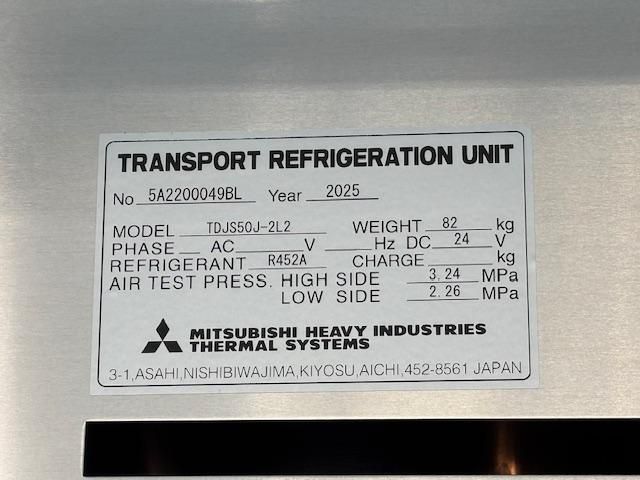 TRANSPORT REFRIGERATION UNIT
No 5A2200049BL Year 2025
MODEL TDJS50J-2L2 WEIGHT 82 kg
PHASE AC V Hz DC 24 V
REFRIGERANT R452A CHARGE kg
AIR TEST PRESS. HIGH SIDE 3.24 MPa
LOW SIDE 2.26 MPa
MITSUBISHI HEAVY INDUSTRIES
THERMAL SYSTEMS
3-1,ASAHI,NISHIBIWAJIMA,KIYOSU,AICHI,452-8561 JAPAN